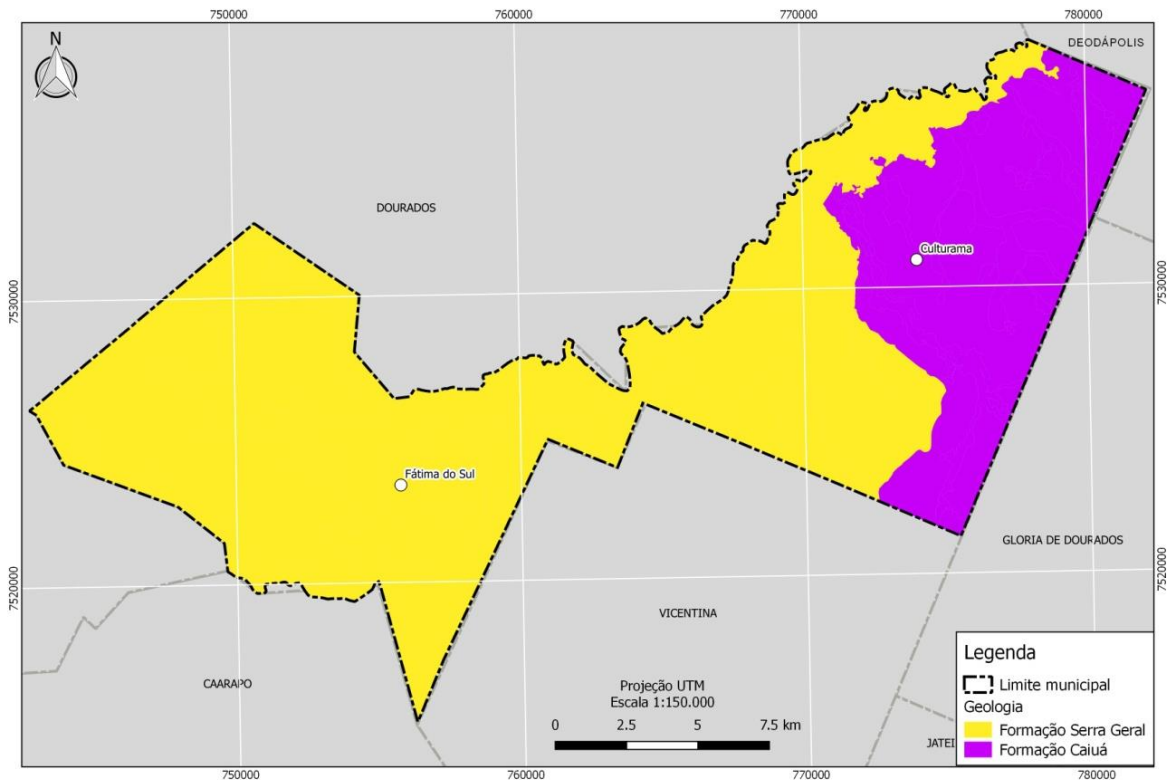 750000
760000
770000
780000
N
DEODÁPOLIS
DOURADOS
Culturama
7530000
7530000
Fátima do Sul
GLORIA DE DOURADOS
7520000
7520000
VICENTINA
CAARAPO
JATEI
Projeção UTM
Escala 1:150.000
0 2.5 5 7.5 km
Legenda
Limite municipal
Geologia
Formação Serra Geral
Formação Caiuá
750000
760000
770000
780000